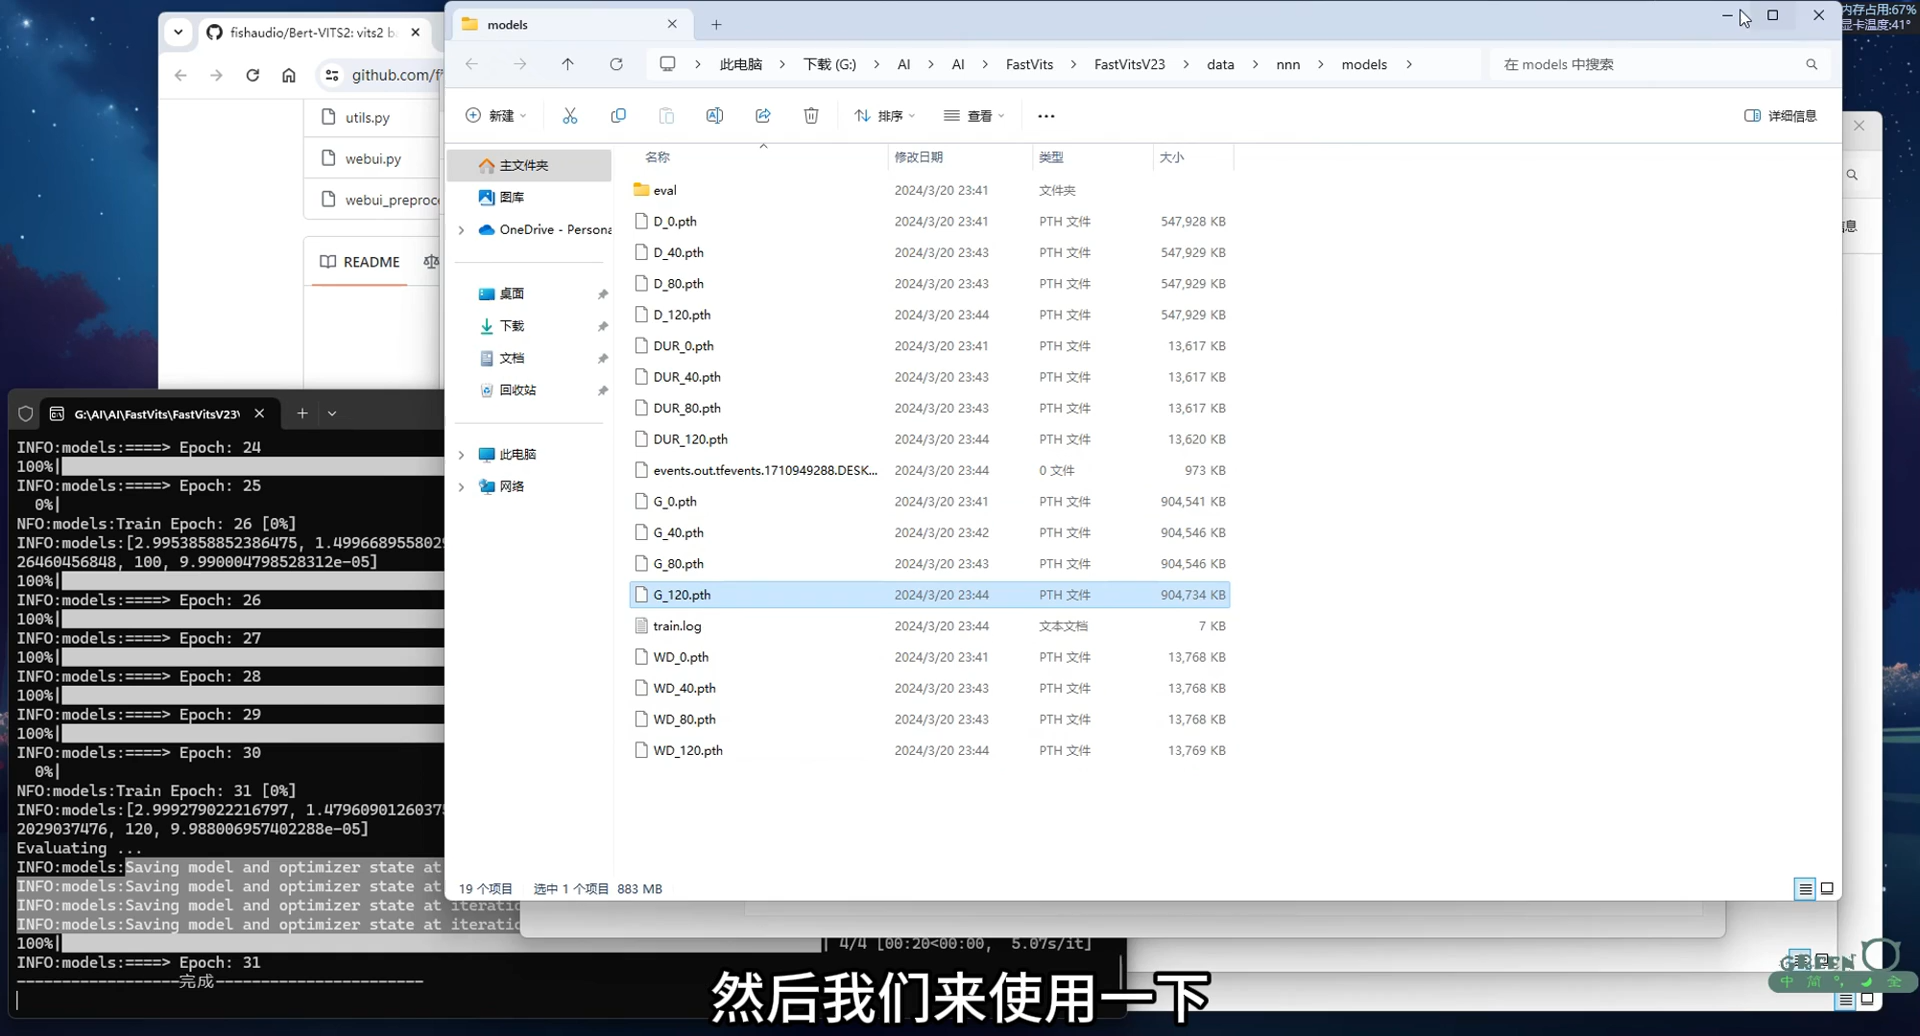 fishaudio/Bert-VITS2: vits2 b
github.com/f
utils.py
webui.py
webui_preproc
README
models
此电脑 > 下载 (G:) > AI > AI > FastVits > FastVitsV23 > data > nnn > models >
在 models 中搜索
内存占用:67%
显卡温度:41°
新建
排序
查看
详细信息
主文件夹
图库
OneDrive - Persona
桌面
下载
文档
回收站
此电脑
网络
名称 修改日期 类型 大小
eval 2024/3/20 23:41 文件夹
D_0.pth 2024/3/20 23:41 PTH 文件 547,928 KB
D_40.pth 2024/3/20 23:43 PTH 文件 547,929 KB
D_80.pth 2024/3/20 23:43 PTH 文件 547,929 KB
D_120.pth 2024/3/20 23:44 PTH 文件 547,929 KB
DUR_0.pth 2024/3/20 23:41 PTH 文件 13,617 KB
DUR_40.pth 2024/3/20 23:43 PTH 文件 13,617 KB
DUR_80.pth 2024/3/20 23:43 PTH 文件 13,617 KB
DUR_120.pth 2024/3/20 23:44 PTH 文件 13,620 KB
events.out.tfevents.1710949288.DESK... 2024/3/20 23:44 0 文件 973 KB
G_0.pth 2024/3/20 23:41 PTH 文件 904,541 KB
G_40.pth 2024/3/20 23:42 PTH 文件 904,546 KB
G_80.pth 2024/3/20 23:43 PTH 文件 904,546 KB
G_120.pth 2024/3/20 23:44 PTH 文件 904,734 KB
train.log 2024/3/20 23:44 文本文档 7 KB
WD_0.pth 2024/3/20 23:41 PTH 文件 13,768 KB
WD_40.pth 2024/3/20 23:43 PTH 文件 13,768 KB
WD_80.pth 2024/3/20 23:43 PTH 文件 13,768 KB
WD_120.pth 2024/3/20 23:44 PTH 文件 13,769 KB
19 个项目 选中 1 个项目 883 MB
息
G:\AI\AI\FastVits\FastVitsV23\
INFO:models:====> Epoch: 24
100%|
INFO:models:====> Epoch: 25
0%|
NFO:models:Train Epoch: 26 [0%]
INFO:models:[2.9953858852386475, 1.4996689558029
26460456848, 100, 9.990004798528312e-05]
100%|
INFO:models:====> Epoch: 26
100%|
INFO:models:====> Epoch: 27
100%|
INFO:models:====> Epoch: 28
100%|
INFO:models:====> Epoch: 29
100%|
INFO:models:====> Epoch: 30
0%|
NFO:models:Train Epoch: 31 [0%]
INFO:models:[2.999279022216797, 1.4796090126037
2029037476, 120, 9.988006957402288e-05]
Evaluating ...
INFO:models:Saving model and optimizer state at
INFO:models:Saving model and optimizer state at
INFO:models:Saving model and optimizer state at iteratio
INFO:models:Saving model and optimizer state at iteratio
100%| | 4/4 [00:20<00:00, 5.07s/it]
INFO:models:====> Epoch: 31
------------------完成-----------------------
然后我们来使用一下
GREEN
中 简 °, 全